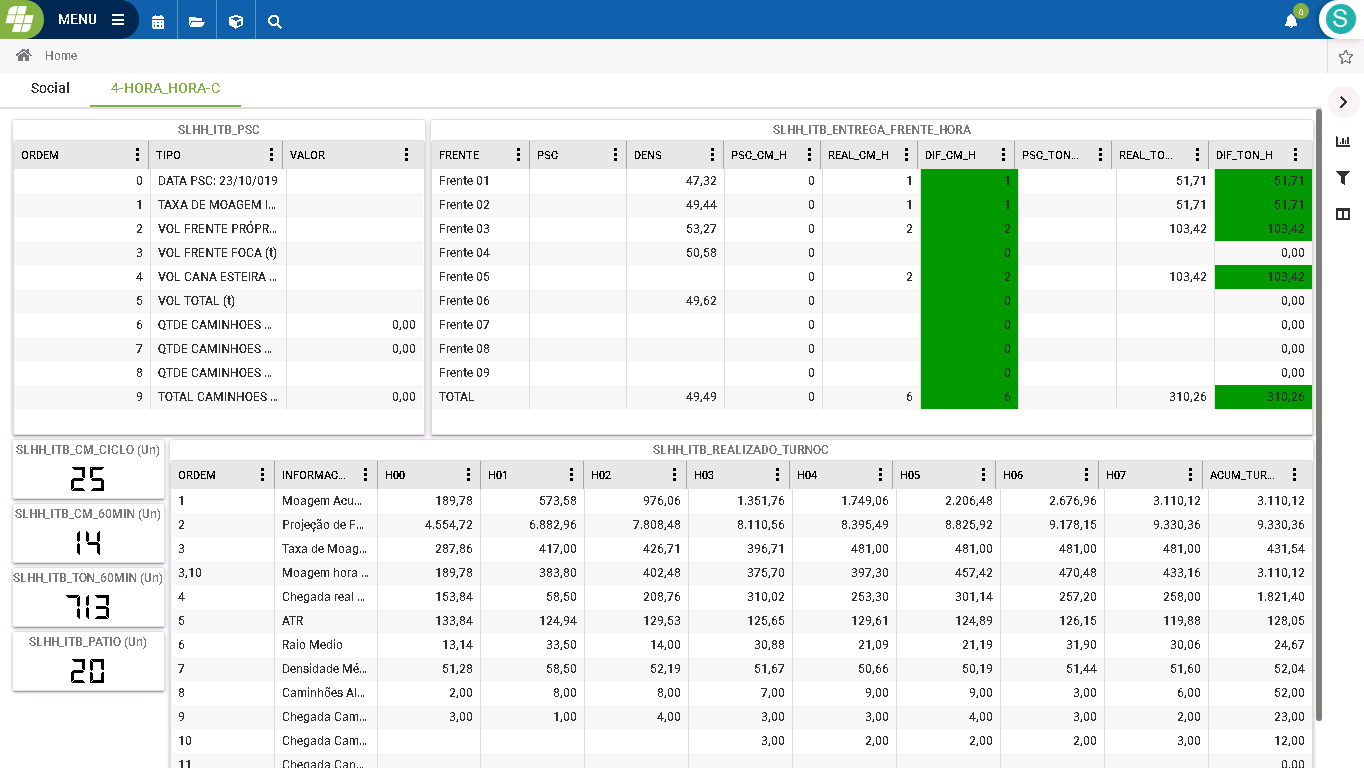 MENU
0
S
Home
Social 4-HORA_HORA-C
SLHH_ITB_PSC
ORDEM TIPO VALOR
0 DATA PSC: 23/10/019
1 TAXA DE MOAGEM I...
2 VOL FRENTE PRÓPR...
3 VOL FRENTE FOCA (t)
4 VOL CANA ESTEIRA ...
5 VOL TOTAL (t)
6 QTDE CAMINHOES ... 0,00
7 QTDE CAMINHOES ... 0,00
8 QTDE CAMINHOES ...
9 TOTAL CAMINHOES ... 0,00
SLHH_ITB_ENTREGA_FRENTE_HORA
FRENTE PSC DENS PSC_CM_H REAL_CM_H DIF_CM_H PSC_TON... REAL_TO... DIF_TON_H
Frente 01 47,32 0 1 1 51,71 51,71
Frente 02 49,44 0 1 1 51,71 51,71
Frente 03 53,27 0 2 2 103,42 103,42
Frente 04 50,58 0 0 0,00
Frente 05 0 2 2 103,42 103,42
Frente 06 49,62 0 0 0,00
Frente 07 0 0 0,00
Frente 08 0 0 0,00
Frente 09 0 0 0,00
TOTAL 49,49 0 6 6 310,26 310,26
SLHH_ITB_CM_CICLO (Un)
25
SLHH_ITB_CM_60MIN (Un)
14
SLHH_ITB_TON_60MIN (Un)
713
SLHH_ITB_PATIO (Un)
20
SLHH_ITB_REALIZADO_TURNOC
ORDEM INFORMAC... H00 H01 H02 H03 H04 H05 H06 H07 ACUM_TUR...
1 Moagem Acu... 189,78 573,58 976,06 1.351,76 1.749,06 2.206,48 2.676,96 3.110,12 3.110,12
2 Projeção de F... 4.554,72 6.882,96 7.808,48 8.110,56 8.395,49 8.825,92 9.178,15 9.330,36 9.330,36
3 Taxa de Moag... 287,86 417,00 426,71 396,71 481,00 481,00 481,00 481,00 431,54
3,10 Moagem hora ... 189,78 383,80 402,48 375,70 397,30 457,42 470,48 433,16 3.110,12
4 Chegada real ... 153,84 58,50 208,76 310,02 253,30 301,14 257,20 258,00 1.821,40
5 ATR 133,84 124,94 129,53 125,65 129,61 124,89 126,15 119,88 128,05
6 Raio Medio 13,14 33,50 14,00 30,88 21,09 21,19 31,90 30,06 24,67
7 Densidade Mé... 51,28 58,50 52,19 51,67 50,66 50,19 51,44 51,60 52,04
8 Caminhões Al... 2,00 8,00 8,00 7,00 9,00 9,00 3,00 6,00 52,00
9 Chegada Cam... 3,00 1,00 4,00 3,00 3,00 4,00 3,00 2,00 23,00
10 Chegada Cam... 3,00 2,00 2,00 2,00 3,00 12,00
11 Chegada Can... 0,00